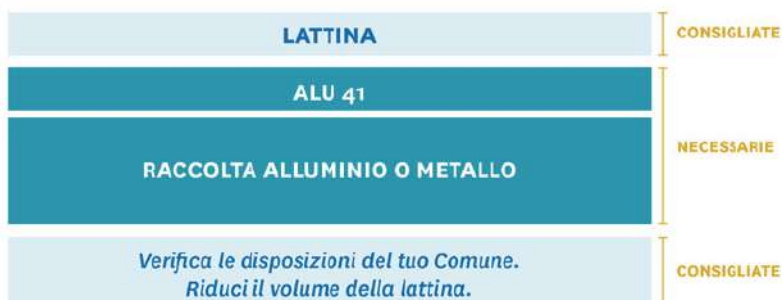 LATTINA
CONSIGLIATE
ALU 41
RACCOLTA ALLUMINIO O METALLO
NECESSARIE
Verifica le disposizioni del tuo Comune.
Riduci il volume della lattina.
CONSIGLIATE